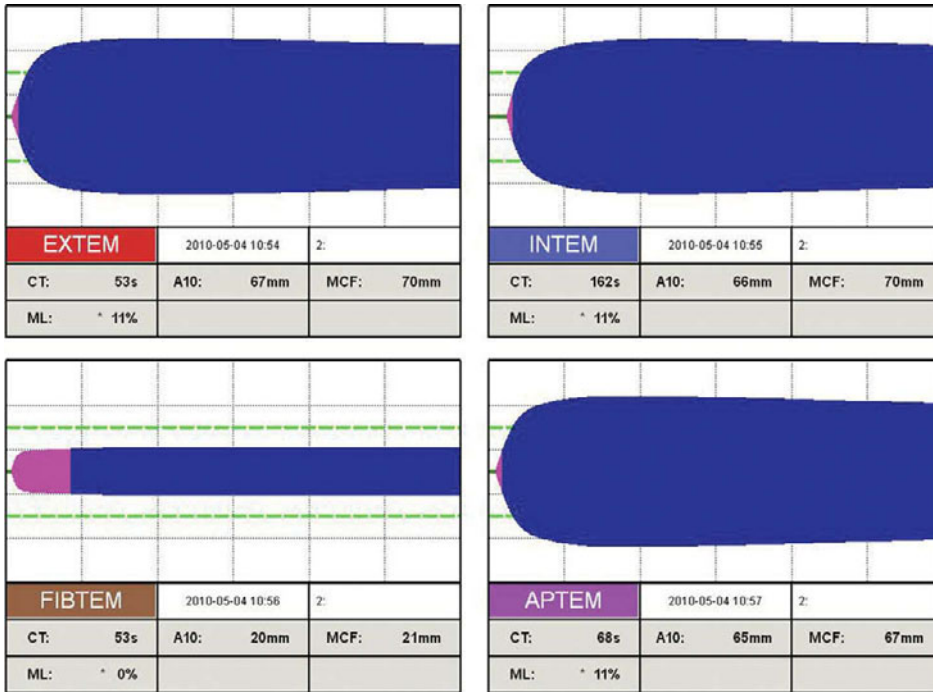 EXTEM 2010-05-04 10:54 2:
CT: 53s A10: 67mm MCF: 70mm
ML: * 11%
INTEM 2010-05-04 10:55 2:
CT: 162s A10: 66mm MCF: 70mm
ML: * 11%
FIBTEM 2010-05-04 10:56 2:
CT: 53s A10: 20mm MCF: 21mm
ML: * 0%
APTEM 2010-05-04 10:57 2:
CT: 68s A10: 65mm MCF: 67mm
ML: * 11%